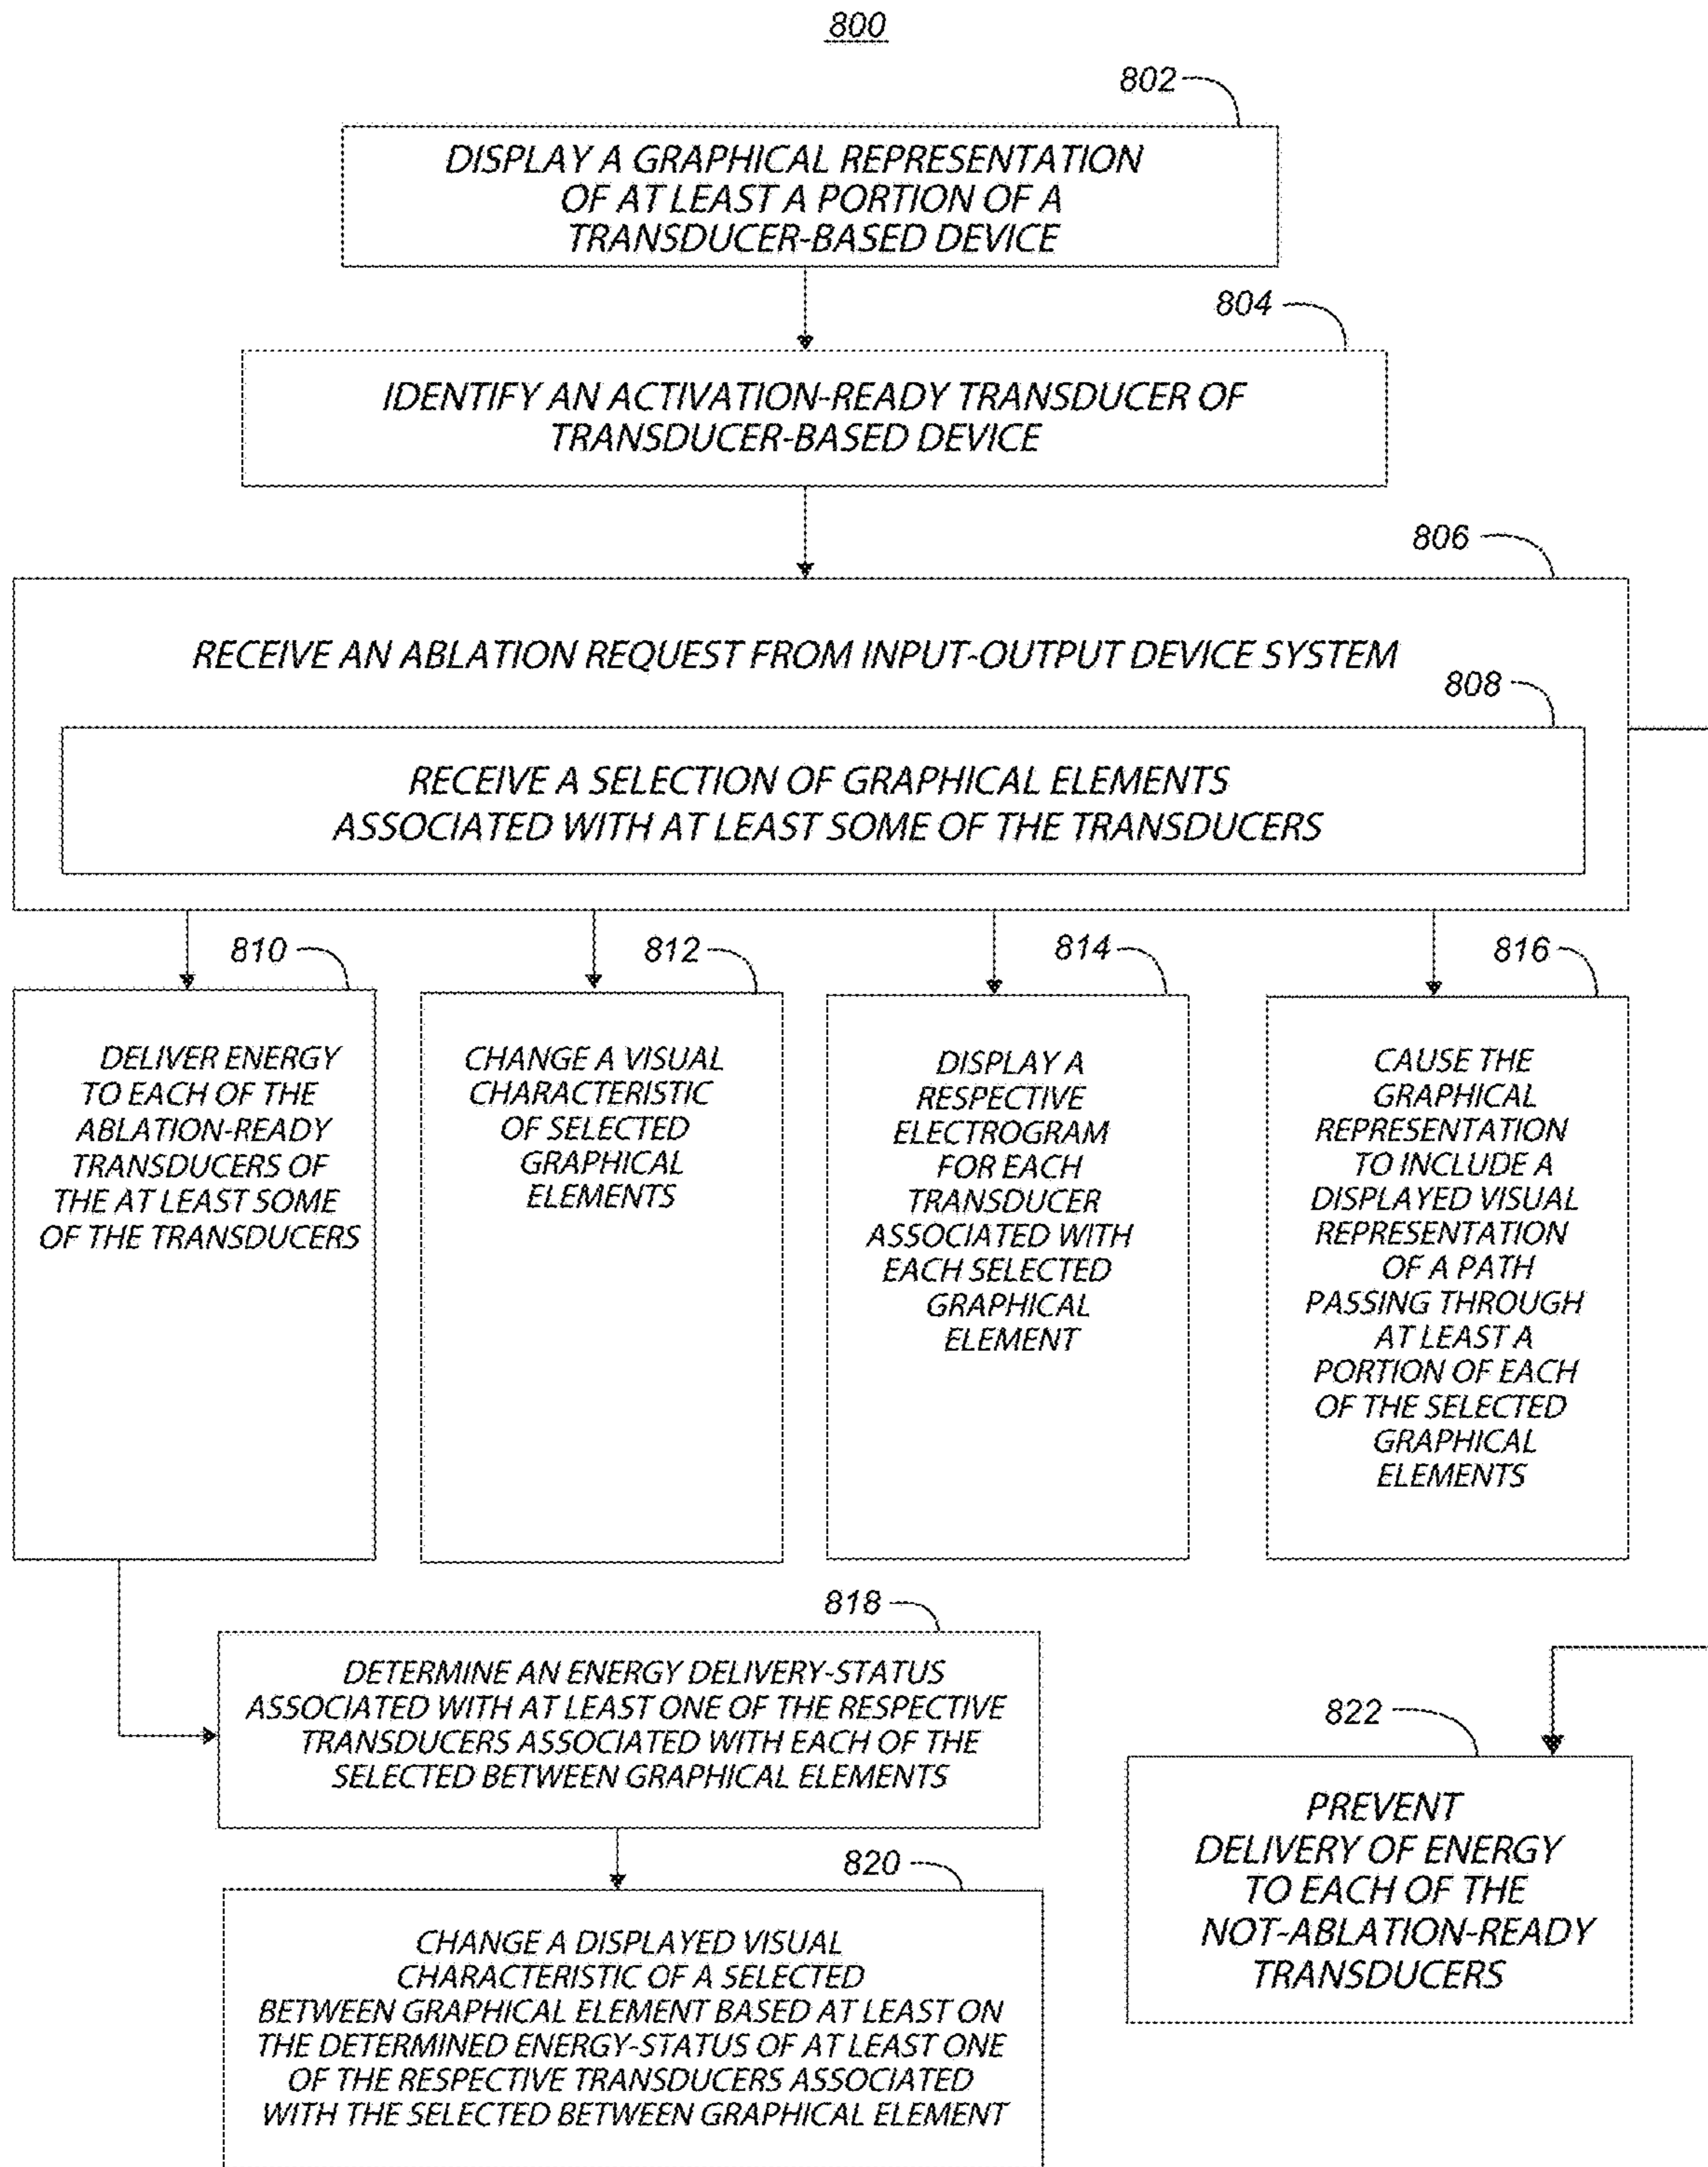 800
802
DISPLAY A GRAPHICAL REPRESENTATION
OF AT LEAST A PORTION OF A
TRANSDUCER-BASED DEVICE
804
IDENTIFY AN ACTIVATION-READY TRANSDUCER OF
TRANSDUCER-BASED DEVICE
806
RECEIVE AN ABLATION REQUEST FROM INPUT-OUTPUT DEVICE SYSTEM
808
RECEIVE A SELECTION OF GRAPHICAL ELEMENTS
ASSOCIATED WITH AT LEAST SOME OF THE TRANSDUCERS
810
DELIVER ENERGY
TO EACH OF THE
ABLATION-READY
TRANSDUCERS OF
THE AT LEAST SOME
OF THE TRANSDUCERS
812
CHANGE A VISUAL
CHARACTERISTIC
OF SELECTED
GRAPHICAL
ELEMENTS
814
DISPLAY A
RESPECTIVE
ELECTROGRAM
FOR EACH
TRANSDUCER
ASSOCIATED WITH
EACH SELECTED
GRAPHICAL
ELEMENT
816
CAUSE THE
GRAPHICAL
REPRESENTATION
TO INCLUDE A
DISPLAYED VISUAL
REPRESENTATION
OF A PATH
PASSING THROUGH
AT LEAST A
PORTION OF EACH
OF THE SELECTED
GRAPHICAL
ELEMENTS
818
DETERMINE AN ENERGY DELIVERY-STATUS
ASSOCIATED WITH AT LEAST ONE OF THE RESPECTIVE
TRANSDUCERS ASSOCIATED WITH EACH OF THE
SELECTED BETWEEN GRAPHICAL ELEMENTS
820
CHANGE A DISPLAYED VISUAL
CHARACTERISTIC OF A SELECTED
BETWEEN GRAPHICAL ELEMENT BASED AT LEAST ON
THE DETERMINED ENERGY-STATUS OF AT LEAST ONE
OF THE RESPECTIVE TRANSDUCERS ASSOCIATED
WITH THE SELECTED BETWEEN GRAPHICAL ELEMENT
822
PREVENT
DELIVERY OF ENERGY
TO EACH OF THE
NOT-ABLATION-READY
TRANSDUCERS